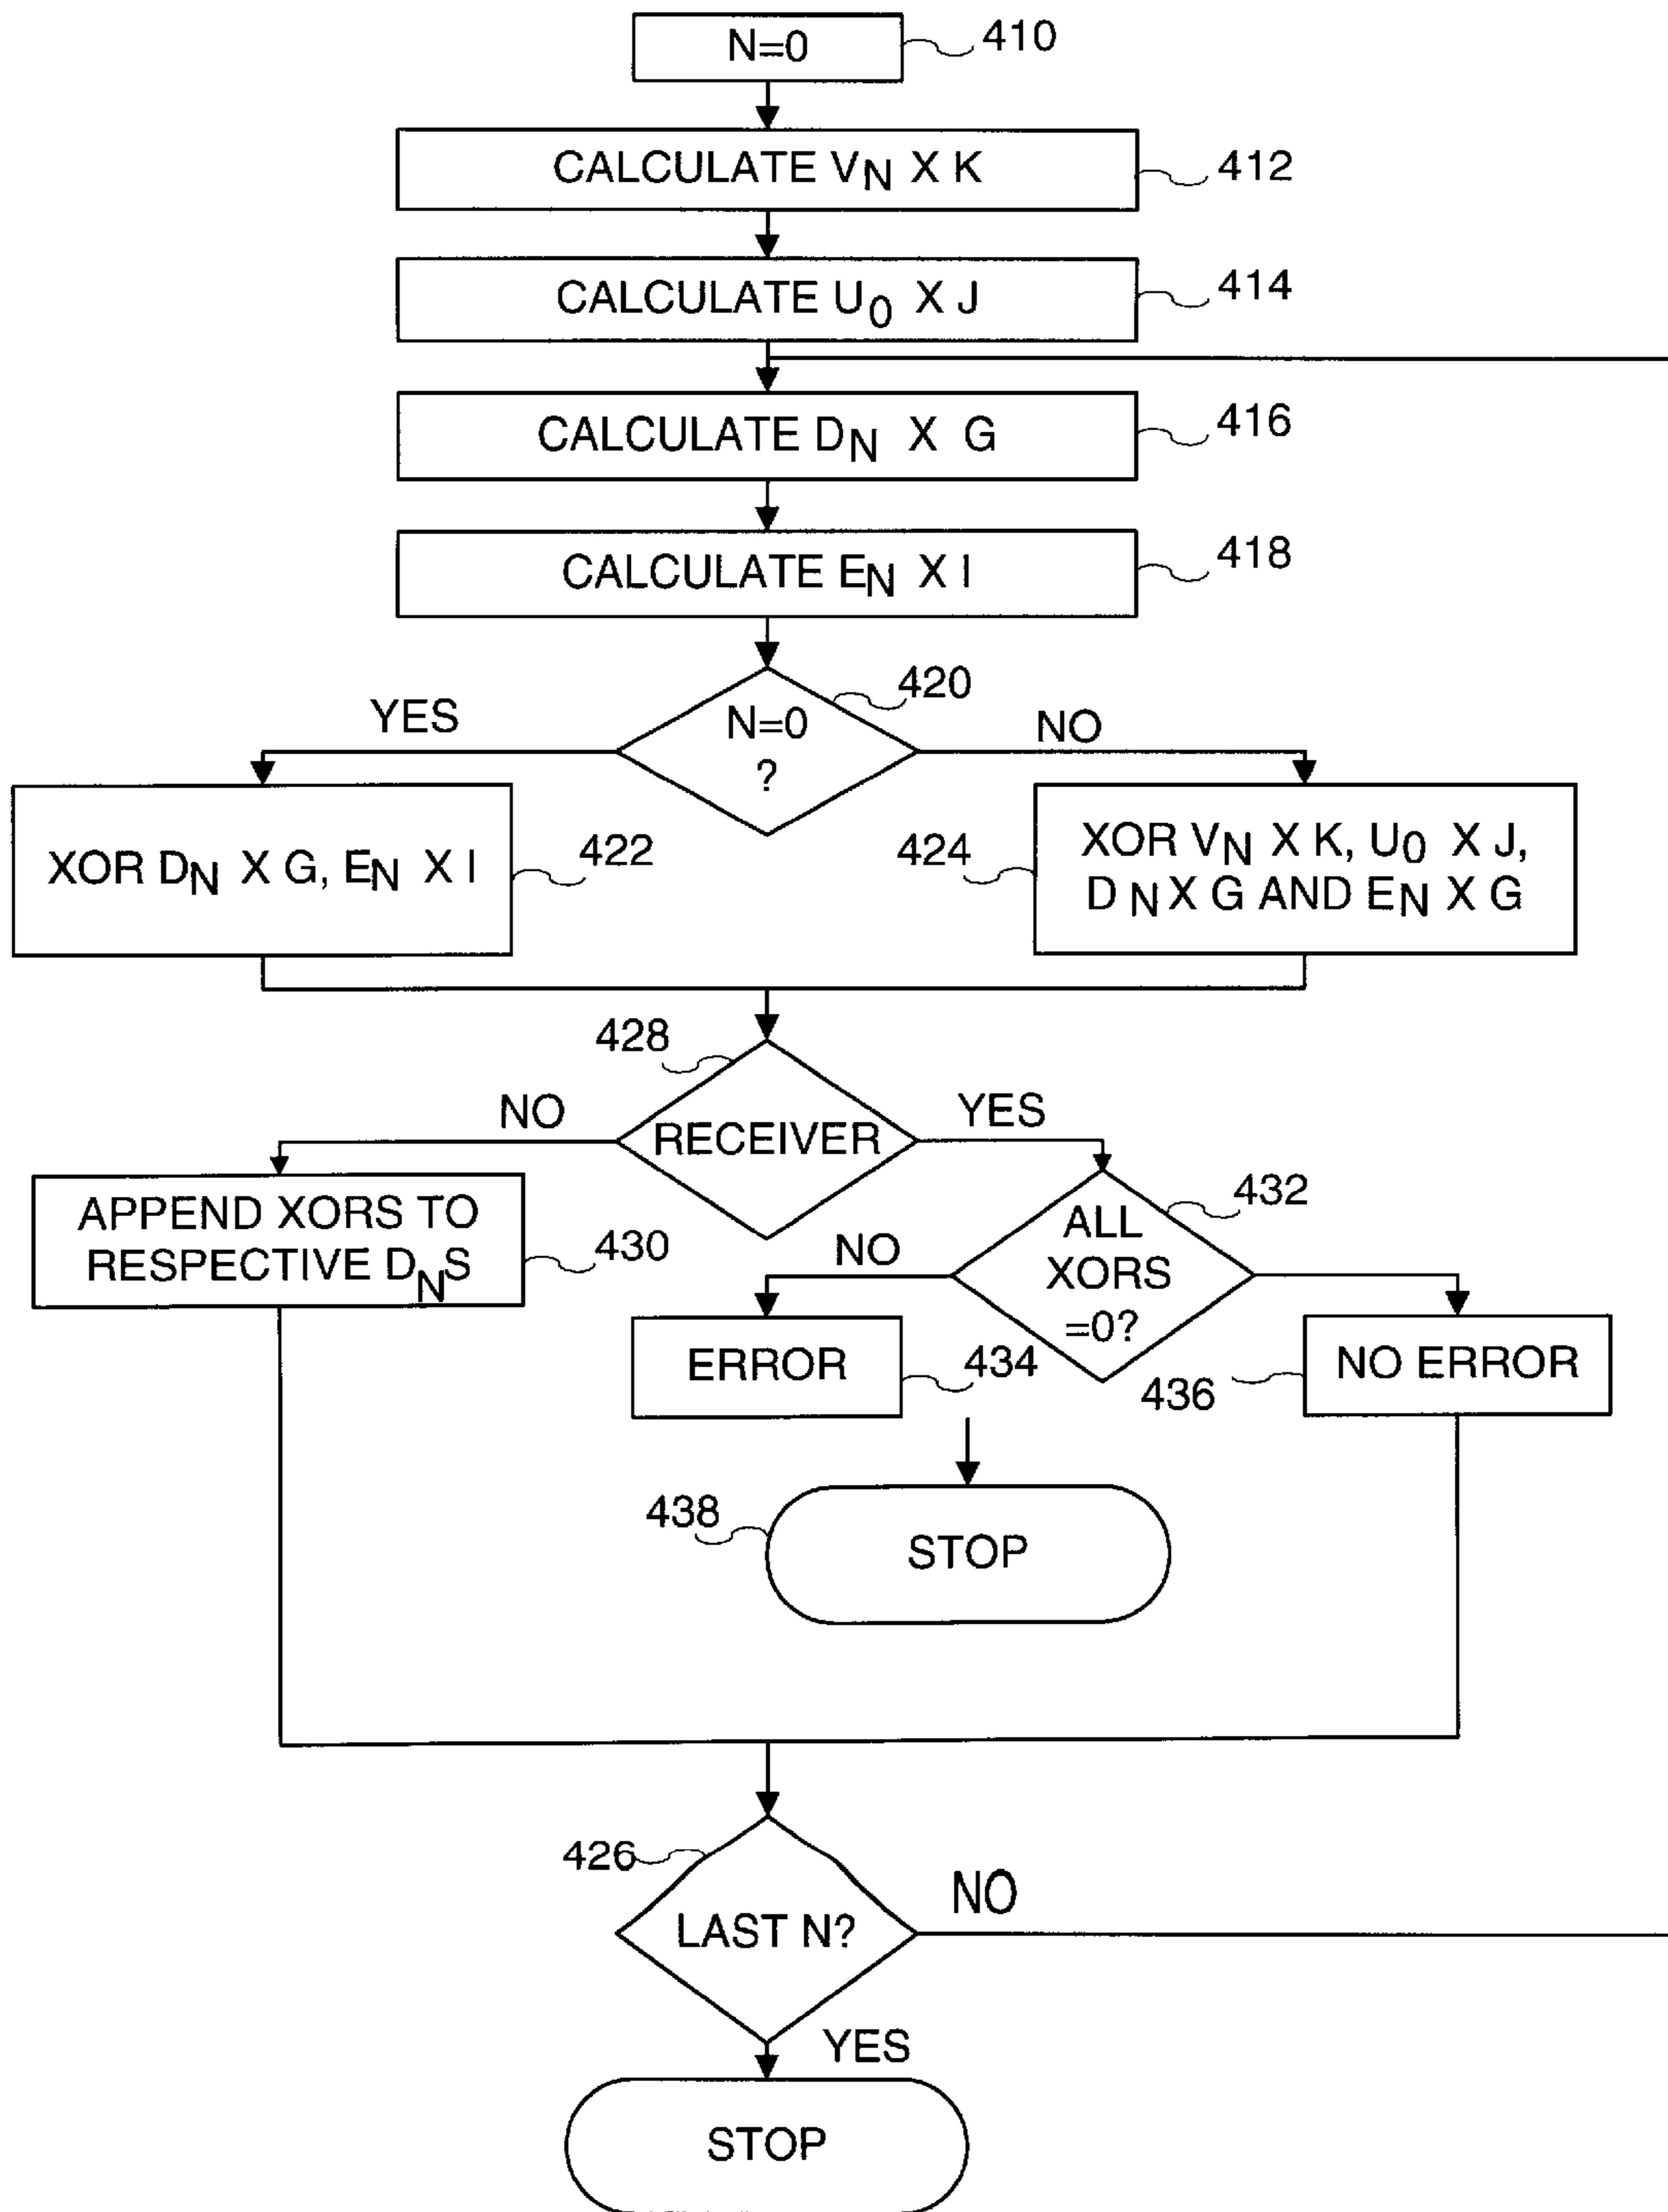 N=0
410
CALCULATE VN X K
412
CALCULATE U0 X J
414
CALCULATE DN X G
416
CALCULATE EN X I
418
420
YES
N=0
?
NO
XOR DN X G, EN X I
422
424
XOR VN X K, U0 X J,
DN X G AND EN X G
428
NO
RECEIVER
YES
APPEND XORS TO
RESPECTIVE DNS
430
432
ALL
XORS
=0?
NO
ERROR
434
436
NO ERROR
438
STOP
426
LAST N?
NO
YES
STOP